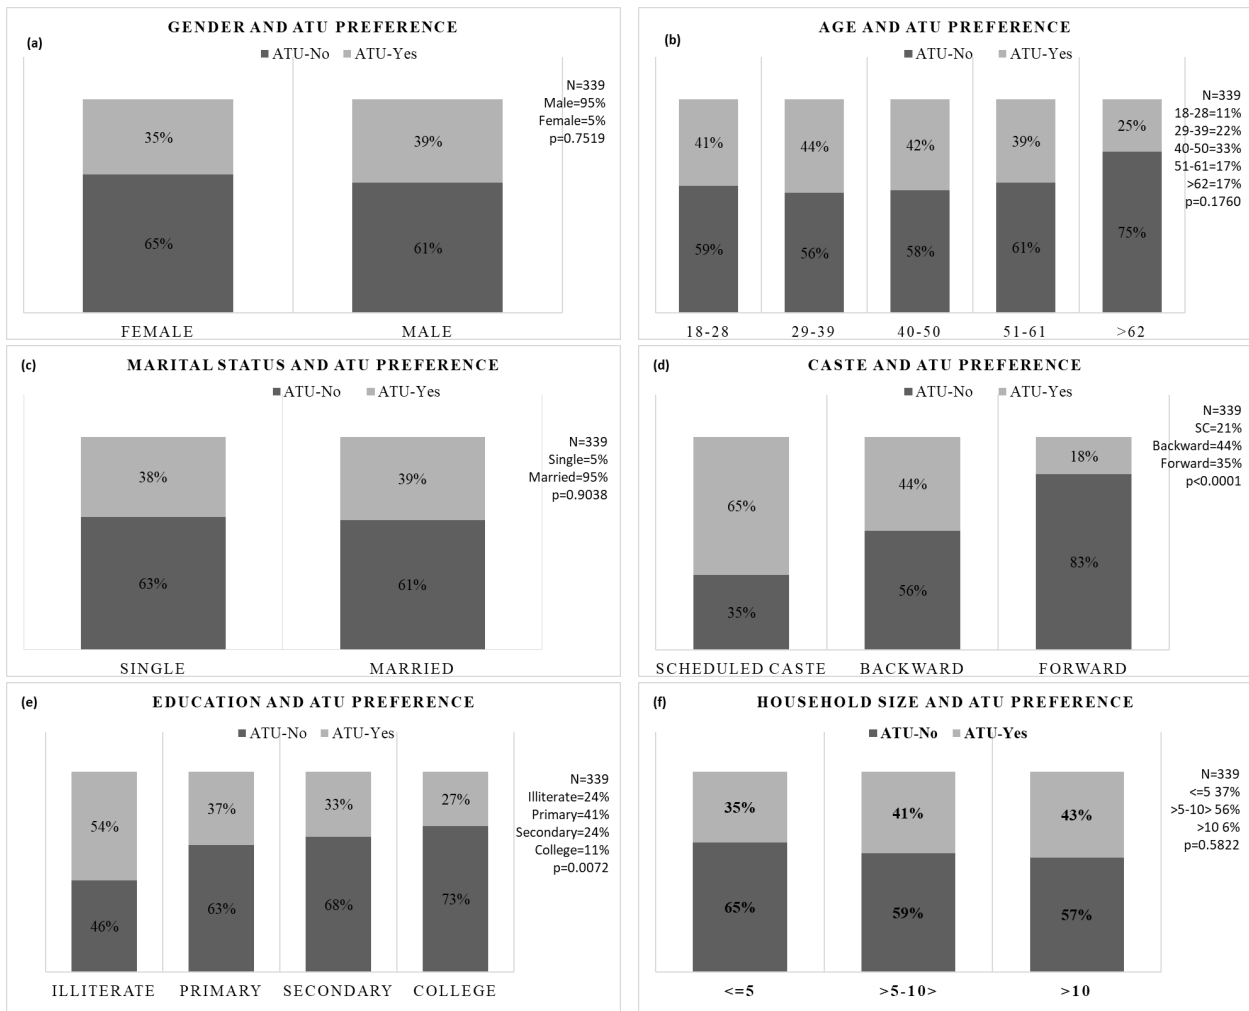 (a)
GENDER AND ATU PREFERENCE
ATU-No ATU-Yes
N=339
Male=95%
Female=5%
p=0.7519
35% 39%
65% 61%
FEMALE MALE
(b)
AGE AND ATU PREFERENCE
ATU-No ATU-Yes
N=339
18-28=11%
29-39=22%
40-50=33%
51-61=17%
>62=17%
p=0.1760
41% 44% 42% 39% 25%
59% 56% 58% 61% 75%
18-28 29-39 40-50 51-61 >62
(c)
MARITAL STATUS AND ATU PREFERENCE
ATU-No ATU-Yes
N=339
Single=5%
Married=95%
p=0.9038
38% 39%
63% 61%
SINGLE MARRIED
(d)
CASTE AND ATU PREFERENCE
ATU-No ATU-Yes
N=339
SC=21%
Backward=44%
Forward=35%
p<0.0001
65% 44% 18%
35% 56% 83%
SCHEDULED CASTE BACKWARD FORWARD
(e)
EDUCATION AND ATU PREFERENCE
ATU-No ATU-Yes
N=339
Illiterate=24%
Primary=41%
Secondary=24%
College=11%
p=0.0072
54% 37% 33% 27%
46% 63% 68% 73%
ILLITERATE PRIMARY SECONDARY COLLEGE
(f)
HOUSEHOLD SIZE AND ATU PREFERENCE
ATU-No ATU-Yes
N=339
<=5 37%
>5-10> 56%
>10 6%
p=0.5822
35% 41% 43%
65% 59% 57%
<=5 >5-10> >10